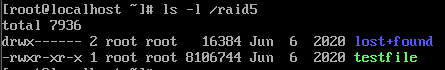 [root@localhost ~]# ls -l /raid5
total 7936
drwx------ 2 root root   16384 Jun  6  2020 lost+found
-rwxr-xr-x 1 root root 8106744 Jun  6  2020 testfile